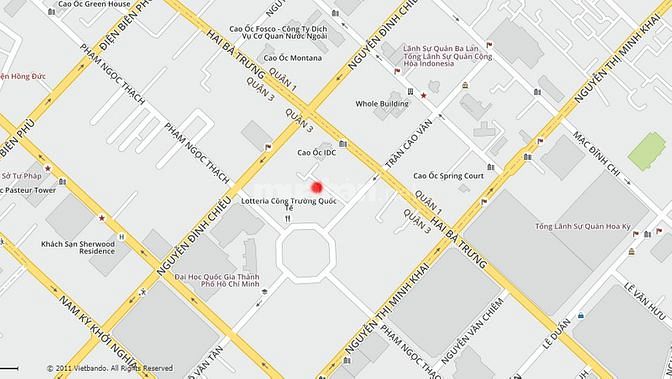 Cao Ốc Green House
ĐIỆN BIÊN PHỦ
HAI BÀ TRƯNG
Cao Ốc Fosco - Công Ty Dịch
Vụ Cơ Quan Nước Ngoài
Cao Ốc Montana
NGUYỄN ĐÌNH CHIỂU
Lãnh Sự Quán Ba Lan
Tổng Lãnh Sự Quán Cộng
Hòa Indonesia
NGUYỄN THỊ MINH KHAI
PHẠM NGỌC THẠCH
QUẬN 1
QUẬN 3
Whole Building
QUẬN 3
ĐIỆN BIÊN PHỦ
PHẠM NGỌC THẠCH
TRẦN CAO VÂN
MẠC ĐĨNH CHI
Cao Ốc IDC
Sở Tư Pháp
Pasteur Tower
Cao Ốc Spring Court
Lotteria Công Trường Quốc
Tế
QUẬN 1
QUẬN 3
HAI BÀ TRƯNG
NGUYỄN ĐÌNH CHIỂU
Tổng Lãnh Sự Quán Hoa Kỳ
Khách Sạn Sherwood
Residence
Đại Học Quốc Gia Thành
Phố Hồ Chí Minh
NGUYỄN THỊ MINH KHAI
NAM KỲ KHỞI NGHĨA
NGUYỄN VĂN CHIÊM
LÊ DUẨN
LÊ VĂN HƯU
VÕ VĂN TẦN
PHẠM NGỌC THẠCH
© 2011 Vietbando. All Rights Reserved